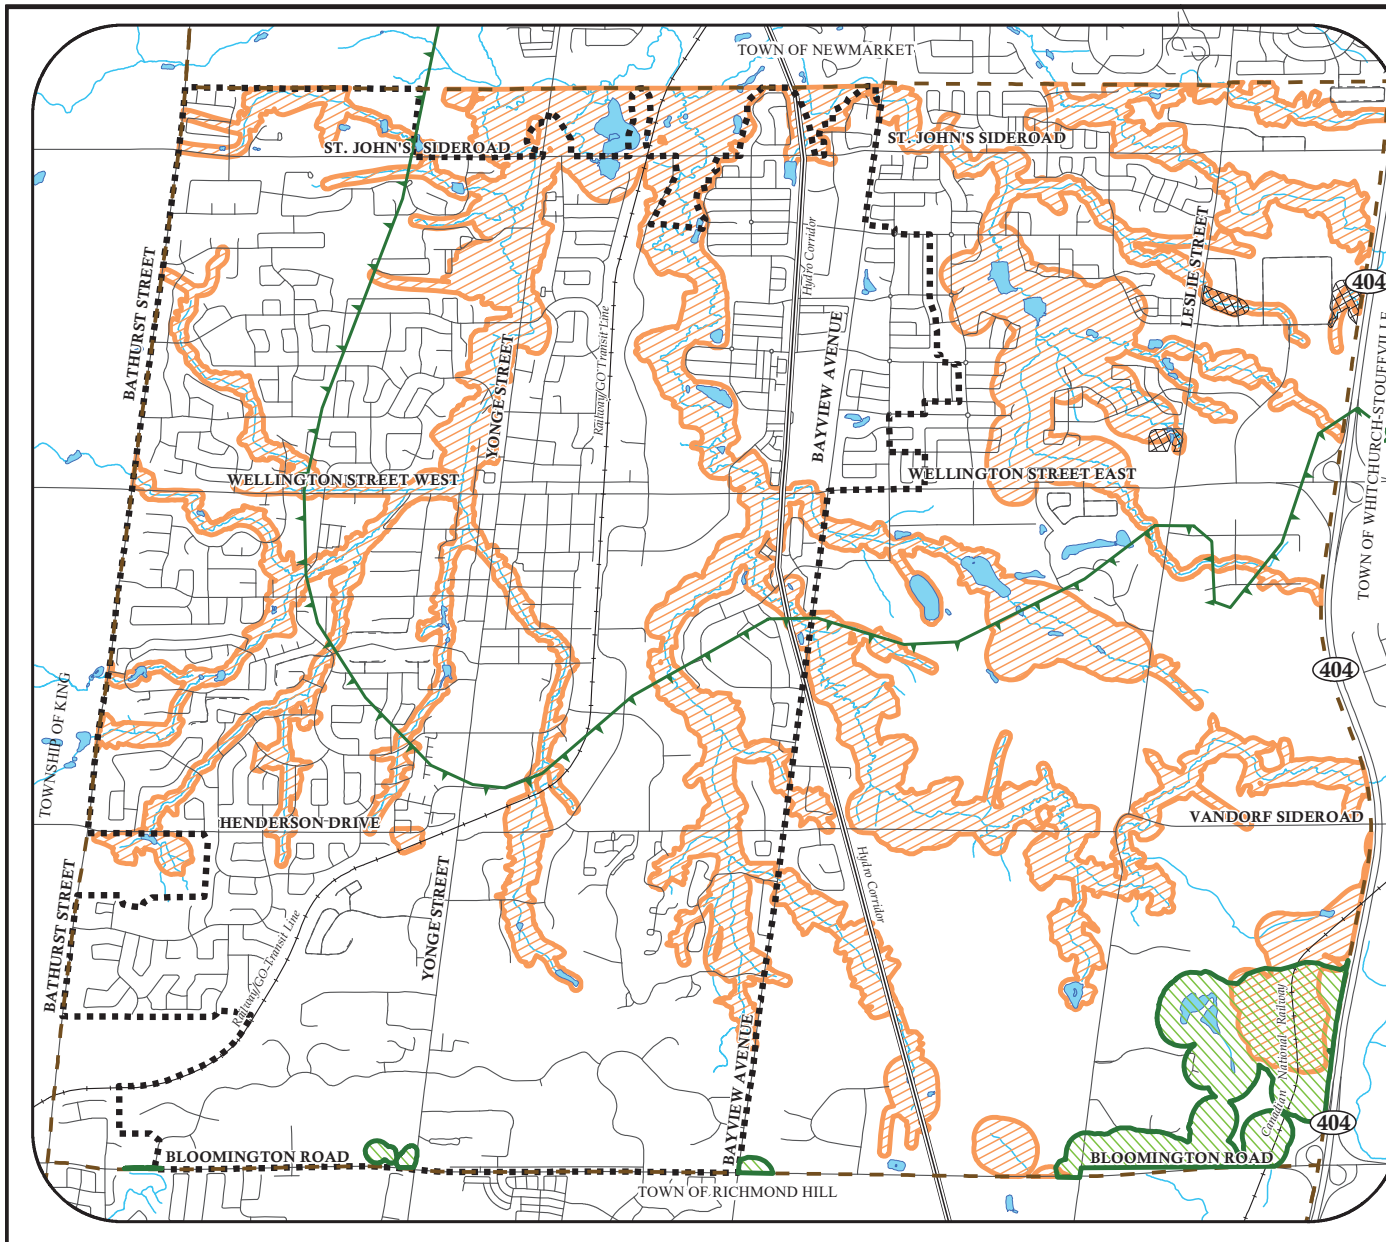 TOWN OF NEWMARKET
ST. JOHN'S SIDEROAD
ST. JOHN'S SIDEROAD
Hydro Corridor
LESLIE STREET
BATHURST STREET
404
YONGE STREET
Railway/GO Transit Line
BAYVIEW AVENUE
TOWN OF WHITCHURCH-STOUFFVILLE
WELLINGTON STREET WEST
WELLINGTON STREET EAST
404
TOWNSHIP OF KING
HENDERSON DRIVE
VANDORF SIDEROAD
BATHURST STREET
YONGE STREET
Hydro Corridor
Railway/GO-Transit Line
Canadian National Railway
BAYVIEW AVENUE
404
BLOOMINGTON ROAD
BLOOMINGTON ROAD
TOWN OF RICHMOND HILL